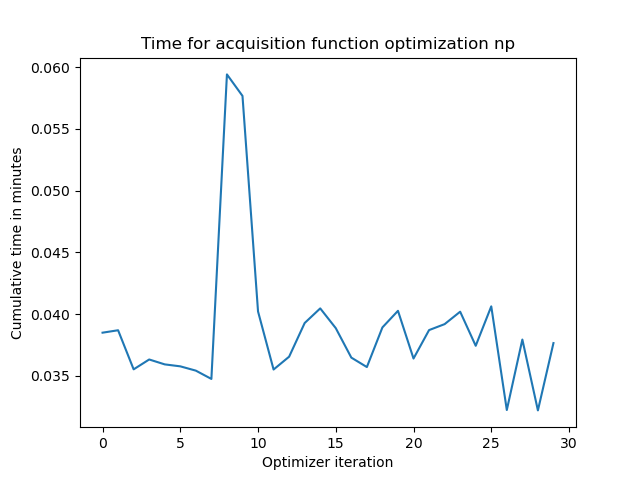 Time for acquisition function optimization np
0.060
0.055
0.050
0.045
0.040
0.035
Cumulative time in minutes
0 5 10 15 20 25 30
Optimizer iteration